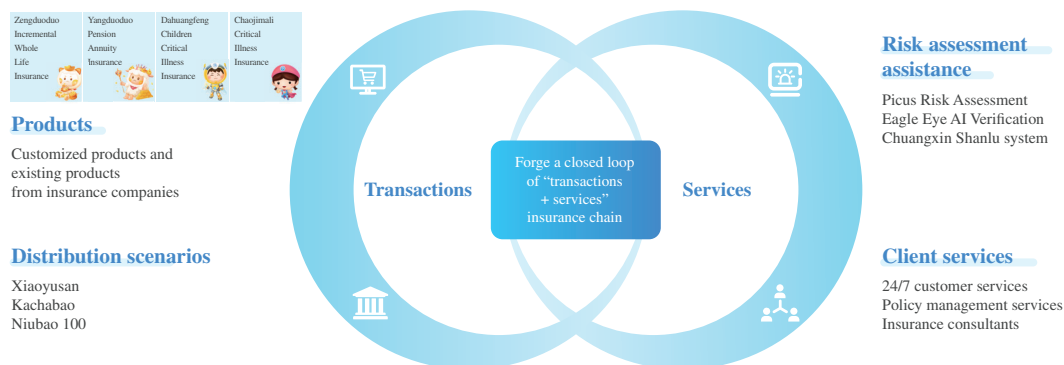 Zengduoduo
Incremental
Whole
Life
Insurance
Yangduoduo
Pension
Annuity
Insurance
Dahuangfeng
Children
Critical
Illness
Insurance
Chaojimali
Critical
Illness
Insurance
Products
Customized products and
existing products
from insurance companies
Distribution scenarios
Xiaoyusan
Kachabao
Niubao 100
Transactions
Forge a closed loop
of “transactions
+ services”
insurance chain
Services
Risk assessment
assistance
Picus Risk Assessment
Eagle Eye AI Verification
Chuangxin Shanlu system
Client services
24/7 customer services
Policy management services
Insurance consultants